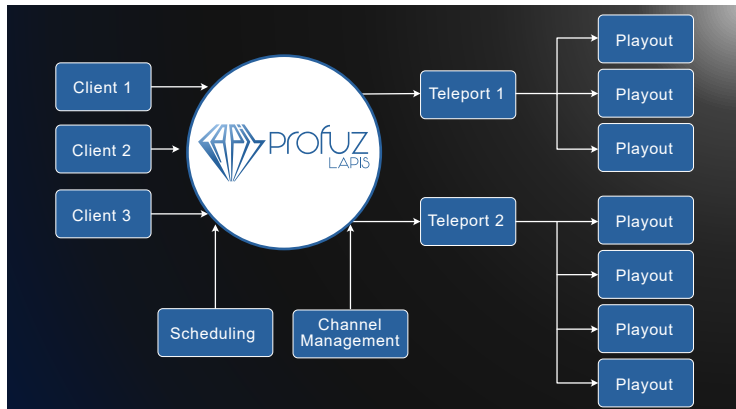 Client 1
Client 2
Client 3
LAPiS
PrOFUZ
LAPIS
Scheduling
Channel
Management
Teleport 1
Teleport 2
Playout
Playout
Playout
Playout
Playout
Playout
Playout